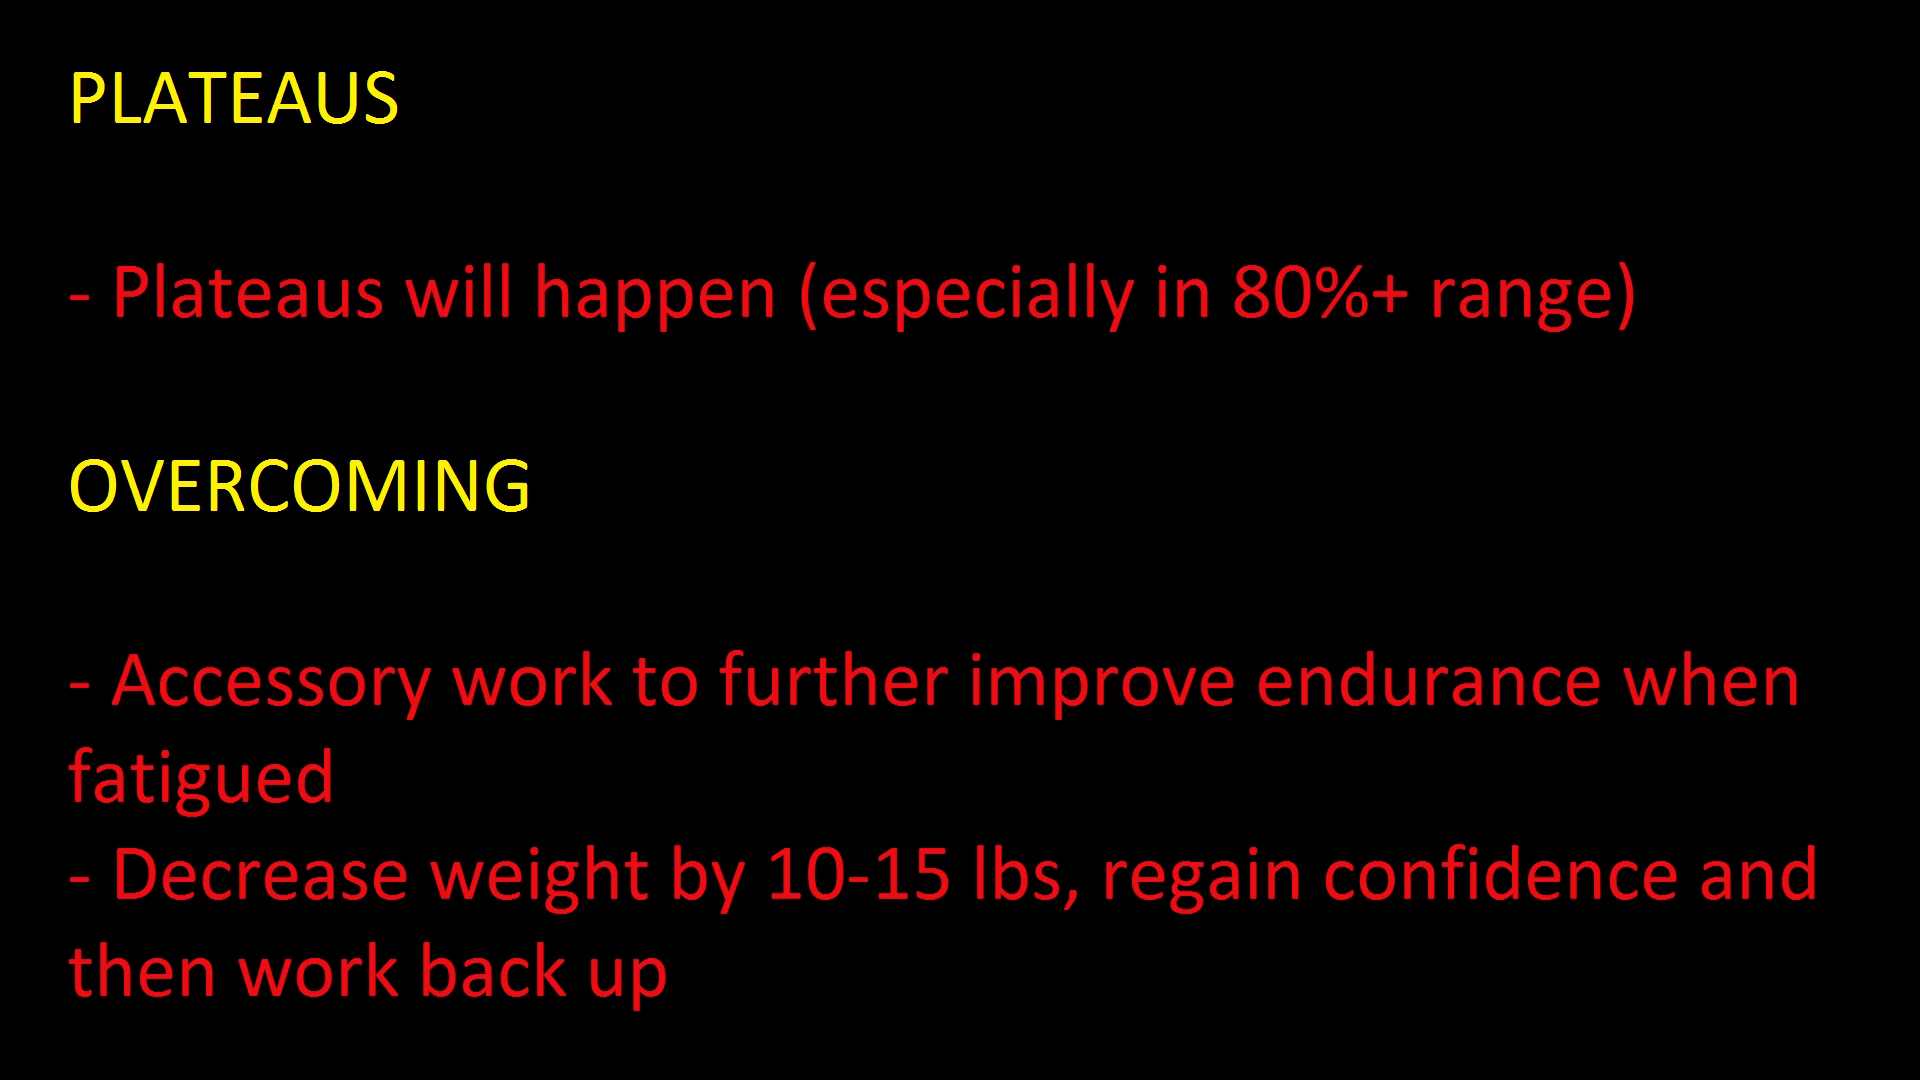 PLATEAUS
- Plateaus will happen (especially in 80%+ range)
OVERCOMING
- Accessory work to further improve endurance when
fatigued
- Decrease weight by 10-15 lbs, regain confidence and
then work back up